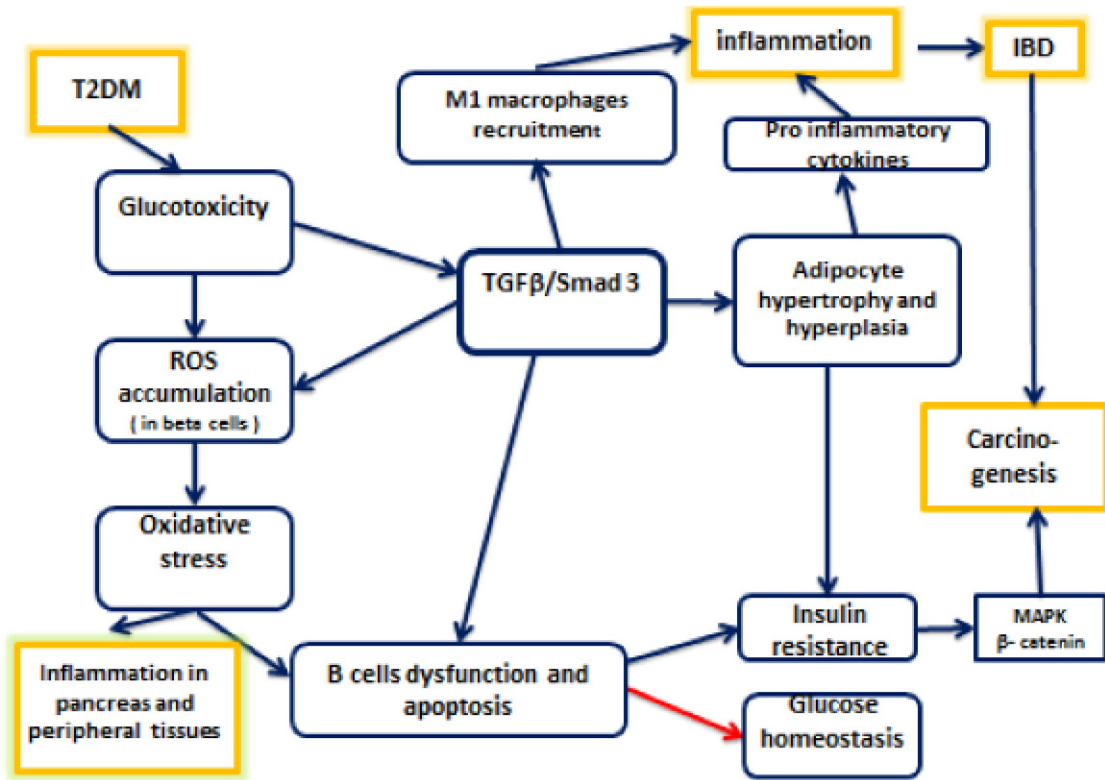 T2DM
inflammation
IBD
M1 macrophages
recruitment
Pro inflammatory
cytokines
Glucotoxicity
TGFβ/Smad 3
Adipocyte
hypertrophy and
hyperplasia
ROS
accumulation
( in beta cells )
Carcino-
genesis
Oxidative
stress
Insulin
resistance
MAPK
β- catenin
Inflammation in
pancreas and
peripheral tissues
B cells dysfunction and
apoptosis
Glucose
homeostasis